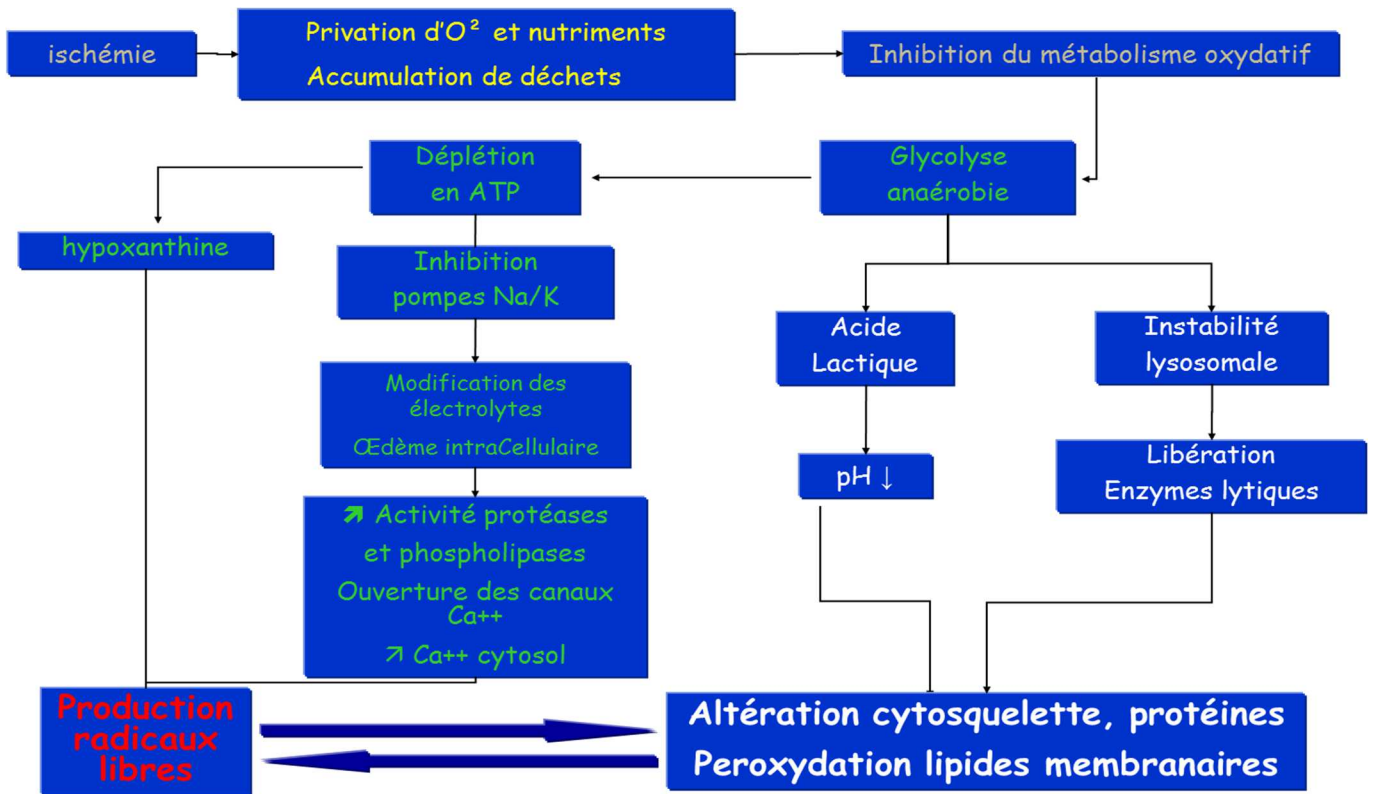 ischémie
Privation d'O² et nutriments
Accumulation de déchets
Inhibition du métabolisme oxydatif
Déplétion
en ATP
Glycolyse
anaérobie
hypoxanthine
Inhibition
pompes Na/K
Acide
Lactique
Instabilité
lysosomale
Modification des
électrolytes
Œdème intraCellulaire
pH ↓
Libération
Enzymes lytiques
↗ Activité protéases
et phospholipases
Ouverture des canaux
Ca++
↗ Ca++ cytosol
Production
radicaux
libres
Altération cytosquelette, protéines
Peroxydation lipides membranaires